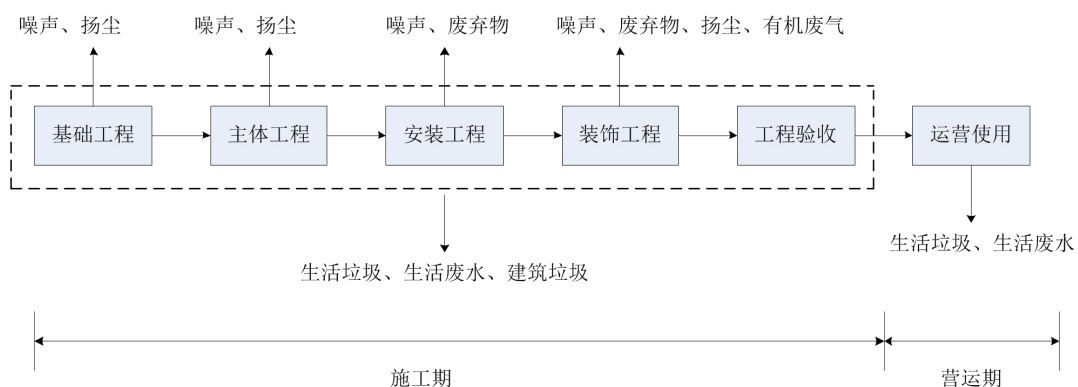 噪声、扬尘
噪声、扬尘
噪声、废弃物
噪声、废弃物、扬尘、有机废气
基础工程
主体工程
安装工程
装饰工程
工程验收
运营使用
生活垃圾、生活废水
生活垃圾、生活废水、建筑垃圾
施工期
营运期